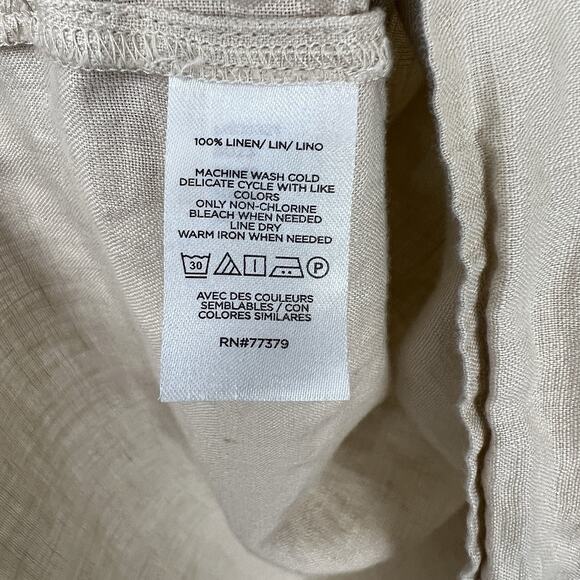 100% LINEN/ LIN/ LINO
MACHINE WASH COLD
DELICATE CYCLE WITH LIKE
COLORS
ONLY NON-CHLORINE
BLEACH WHEN NEEDED
LINE DRY
WARM IRON WHEN NEEDED
30 P
AVEC DES COULEURS
SEMBLABLES / CON
COLORES SIMILARES
RN#77379